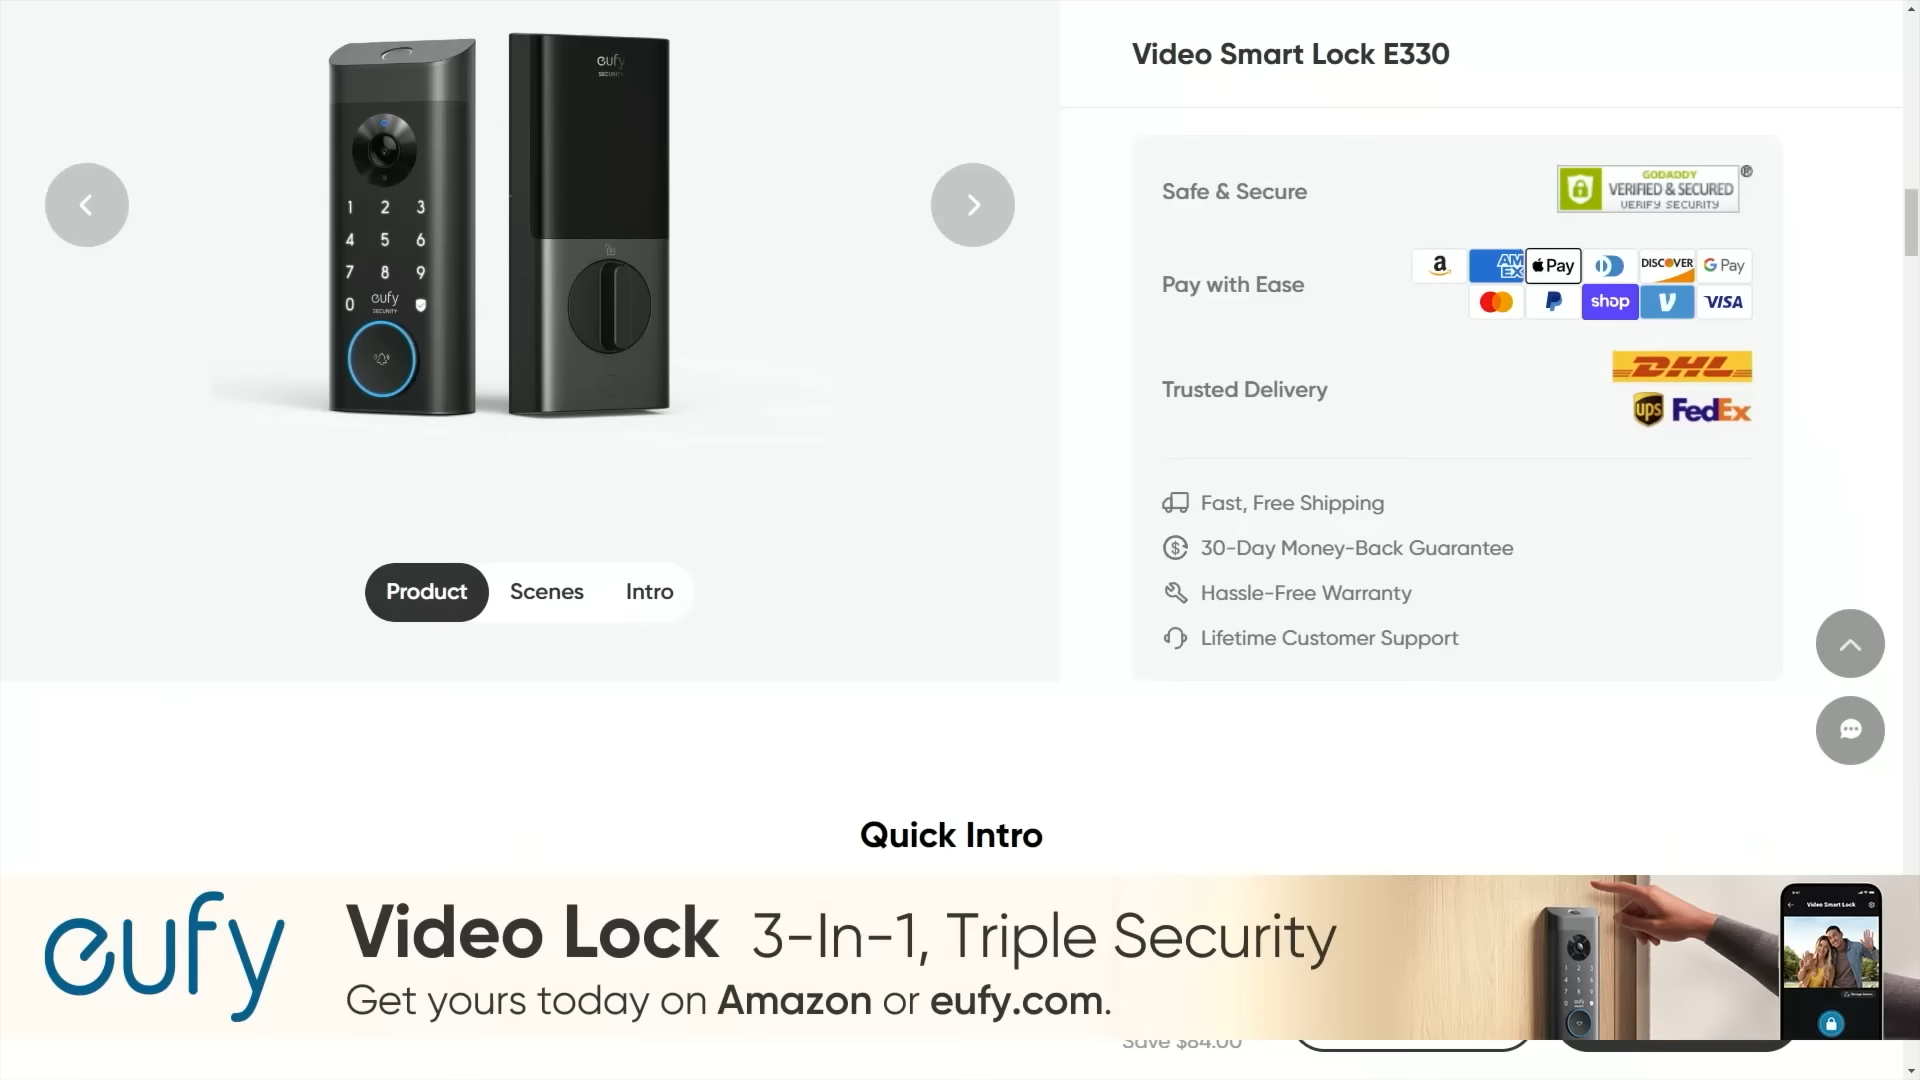 Video Smart Lock E330
eufy
SECURITY
1 2 3
4 5 6
7 8 9
0 eufy
SECURITY
Product Scenes Intro
Safe & Secure
GODADDY
VERIFIED & SECURED
VERIFY SECURITY
®
Pay with Ease
a AM EX Pay DISCOVER G Pay
P shop V VISA
Trusted Delivery
DHL
ups FedEx
Fast, Free Shipping
30-Day Money-Back Guarantee
Hassle-Free Warranty
Lifetime Customer Support
Quick Intro
eufy
Video Lock 3-In-1, Triple Security
Get yours today on Amazon or eufy.com.
Video Smart Lock
Save $84.00